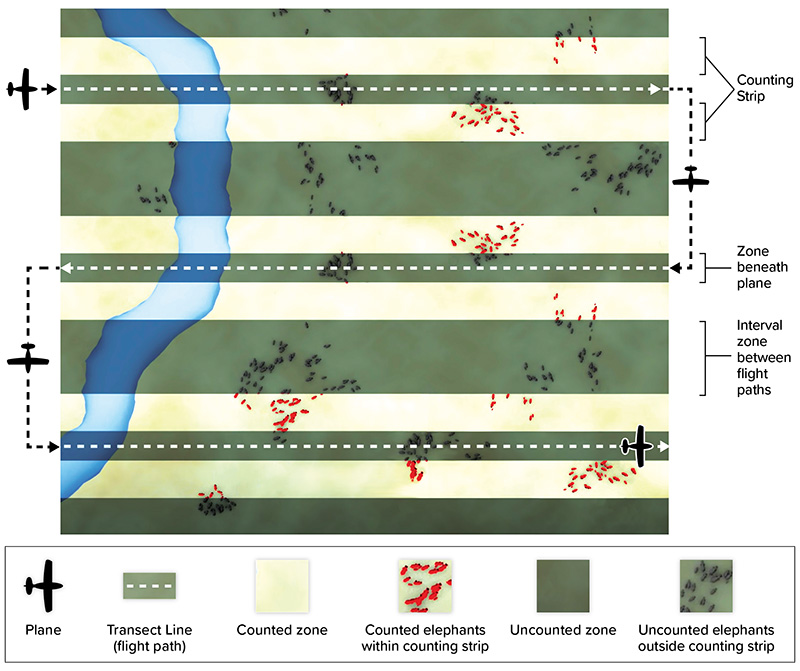 Counting
Strip
Zone
beneath
plane
Interval
zone
between
flight
paths
Plane
Transect Line
(flight path)
Counted zone
Counted elephants
within counting strip
Uncounted zone
Uncounted elephants
outside counting strip